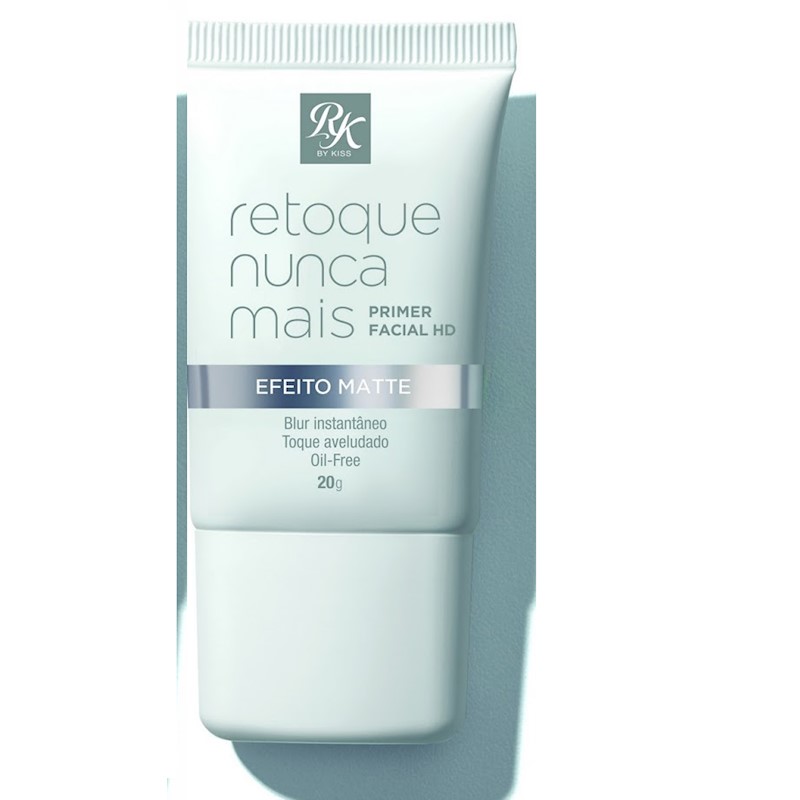 RK
BY KISS
retoque
nunca
mais
PRIMER
FACIAL HD
EFEITO MATTE
Blur instantâneo
Toque aveludado
Oil-Free
20g